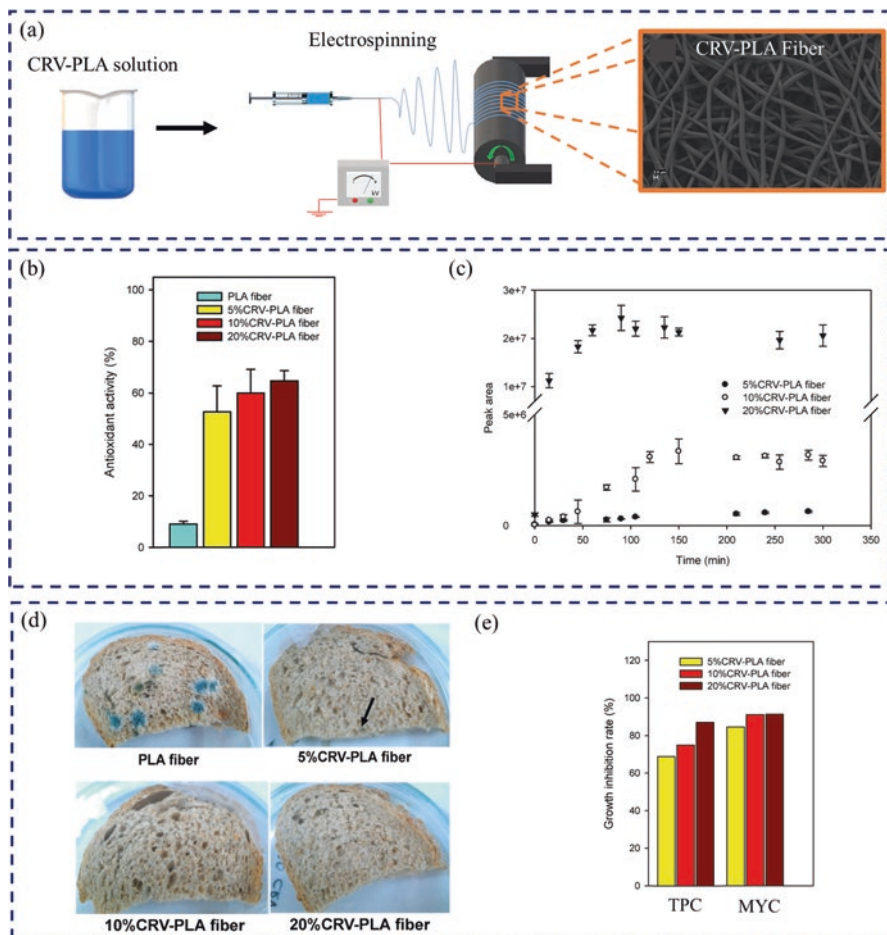 (a)
CRV-PLA solution
Electrospinning
CRV-PLA Fiber
kV
(b)
Antioxidant activity (%)
100
80
60
40
20
0
PLA fiber
5%CRV-PLA fiber
10%CRV-PLA fiber
20%CRV-PLA fiber
(c)
Peak area
3e+7
2e+7
1e+7
5e+6
0
5%CRV-PLA fiber
10%CRV-PLA fiber
20%CRV-PLA fiber
0 50 100 150 200 250 300 350
Time (min)
(d)
PLA fiber
5%CRV-PLA fiber
10%CRV-PLA fiber
20%CRV-PLA fiber
(e)
Growth inhibition rate (%)
120
100
80
60
40
20
0
5%CRV-PLA fiber
10%CRV-PLA fiber
20%CRV-PLA fiber
TPC MYC